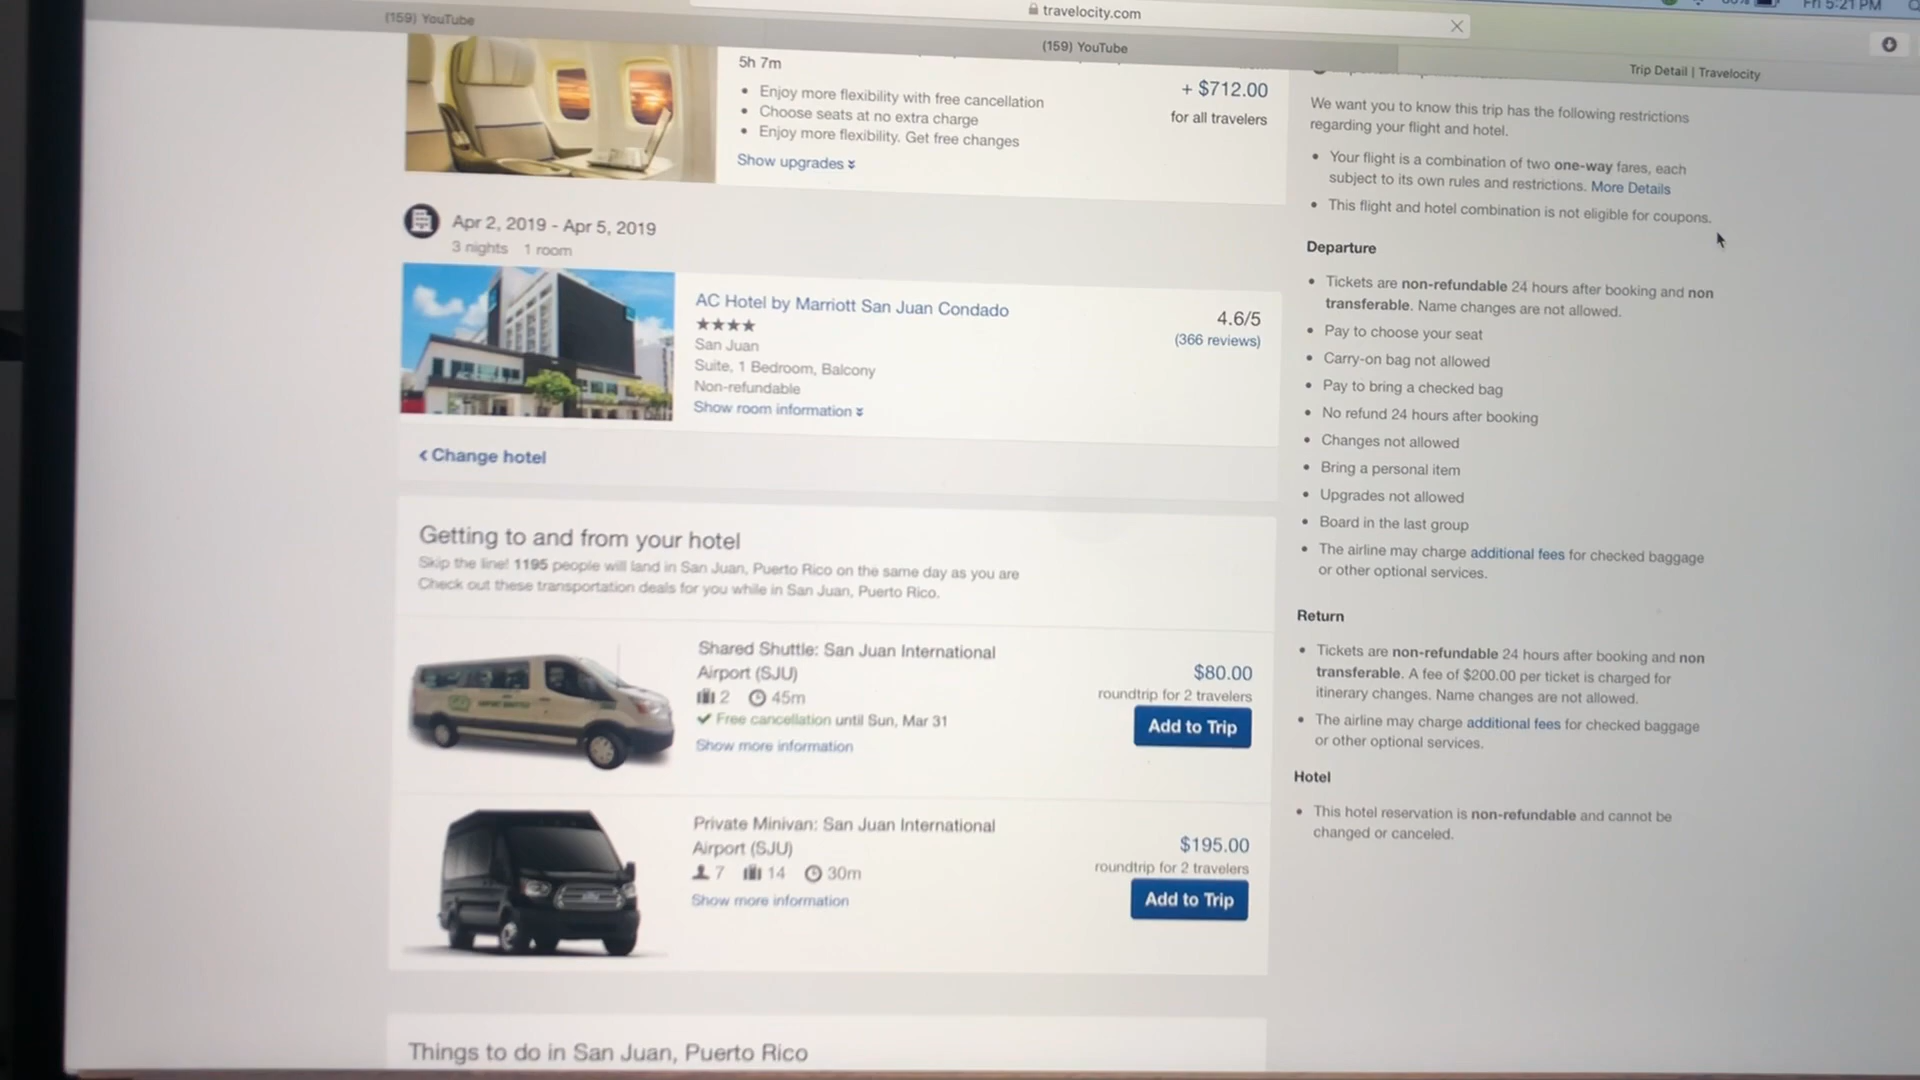 (159) YouTube
travelocity.com
Fri 5:21 PM
(159) YouTube
Trip Detail | Travelocity
5h 7m
Enjoy more flexibility with free cancellation
Choose seats at no extra charge
Enjoy more flexibility. Get free changes
Show upgrades
+ $712.00
for all travelers
Apr 2, 2019 - Apr 5, 2019
3 nights 1 room
AC Hotel by Marriott San Juan Condado
San Juan
Suite, 1 Bedroom, Balcony
Non-refundable
Show room information
4.6/5
(366 reviews)
Change hotel
Getting to and from your hotel
Skip the line! 1195 people will land in San Juan, Puerto Rico on the same day as you are
Check out these transportation deals for you while in San Juan, Puerto Rico.
Shared Shuttle: San Juan International
Airport (SJU)
2 45m
Free cancellation until Sun, Mar 31
Show more information
$80.00
roundtrip for 2 travelers
Add to Trip
Private Minivan: San Juan International
Airport (SJU)
7 14 30m
Show more information
$195.00
roundtrip for 2 travelers
Add to Trip
Things to do in San Juan, Puerto Rico
We want you to know this trip has the following restrictions
regarding your flight and hotel.
Your flight is a combination of two one-way fares, each
subject to its own rules and restrictions. More Details
This flight and hotel combination is not eligible for coupons.
Departure
Tickets are non-refundable 24 hours after booking and non
transferable. Name changes are not allowed.
Pay to choose your seat
Carry-on bag not allowed
Pay to bring a checked bag
No refund 24 hours after booking
Changes not allowed
Bring a personal item
Upgrades not allowed
Board in the last group
The airline may charge additional fees for checked baggage
or other optional services.
Return
Tickets are non-refundable 24 hours after booking and non
transferable. A fee of $200.00 per ticket is charged for
itinerary changes. Name changes are not allowed.
The airline may charge additional fees for checked baggage
or other optional services.
Hotel
This hotel reservation is non-refundable and cannot be
changed or canceled.